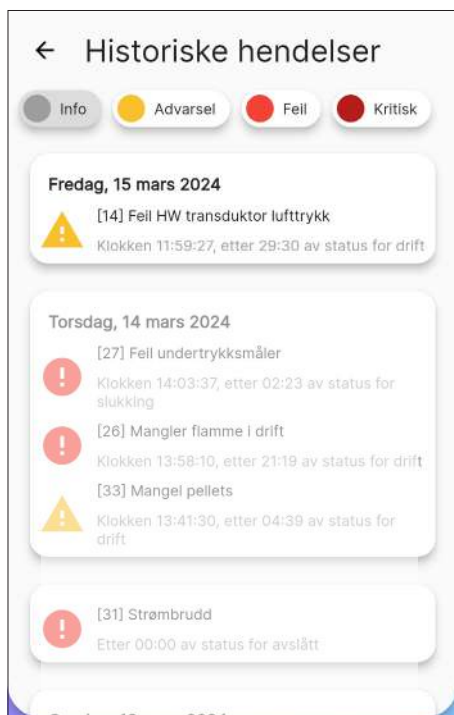 Historiske hendelser
Info Advarsel Feil Kritisk
Fredag, 15 mars 2024
[14] Feil HW transduktor lufttrykk
Klokken 11:59:27, etter 29:30 av status for drift
Torsdag, 14 mars 2024
[27] Feil undertrykksmåler
Klokken 14:03:37, etter 02:23 av status for
slukking
[26] Mangler flamme i drift
Klokken 13:58:10, etter 21:19 av status for drift
[33] Mangel pellets
Klokken 13:41:30, etter 04:39 av status for
drift
[31] Strømbrudd
Etter 00:00 av status for avslått